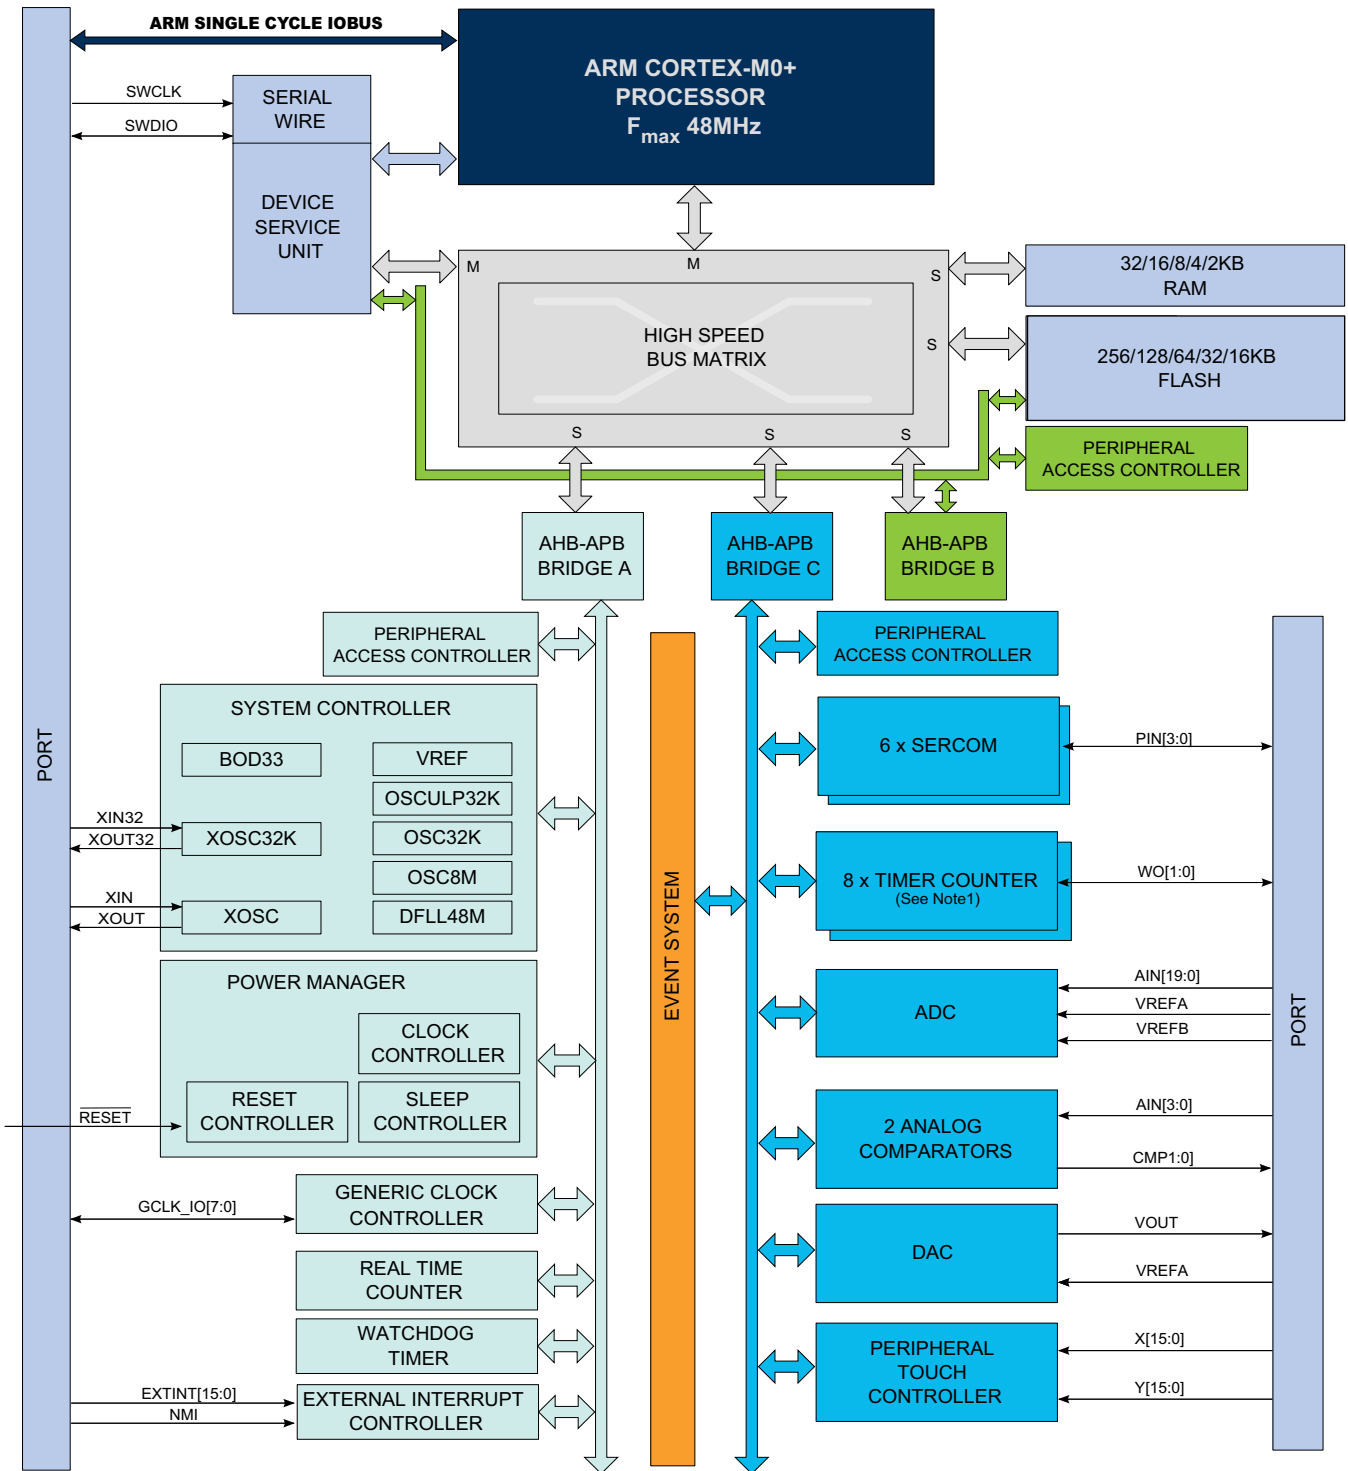 ARM SINGLE CYCLE IOBUS
ARM CORTEX-M0+
PROCESSOR
Fmax 48MHz
SWCLK
SWDIO
SERIAL
WIRE
DEVICE
SERVICE
UNIT
M
M
S
S
32/16/8/4/2KB
RAM
HIGH SPEED
BUS MATRIX
256/128/64/32/16KB
FLASH
S
S
S
PERIPHERAL
ACCESS CONTROLLER
AHB-APB
BRIDGE A
AHB-APB
BRIDGE C
AHB-APB
BRIDGE B
PORT
PERIPHERAL
ACCESS CONTROLLER
SYSTEM CONTROLLER
BOD33
VREF
OSCULP32K
XIN32
XOUT32
XOSC32K
OSC32K
OSC8M
XIN
XOUT
XOSC
DFLL48M
POWER MANAGER
CLOCK
CONTROLLER
RESET
RESET
CONTROLLER
SLEEP
CONTROLLER
GCLK_IO[7:0]
GENERIC CLOCK
CONTROLLER
REAL TIME
COUNTER
WATCHDOG
TIMER
EXTINT[15:0]
NMI
EXTERNAL INTERRUPT
CONTROLLER
EVENT SYSTEM
PERIPHERAL
ACCESS CONTROLLER
6 x SERCOM
PIN[3:0]
8 x TIMER COUNTER
(See Note1)
WO[1:0]
ADC
AIN[19:0]
VREFA
VREFB
2 ANALOG
COMPARATORS
AIN[3:0]
CMP1:0]
DAC
VOUT
VREFA
PERIPHERAL
TOUCH
CONTROLLER
X[15:0]
Y[15:0]
PORT